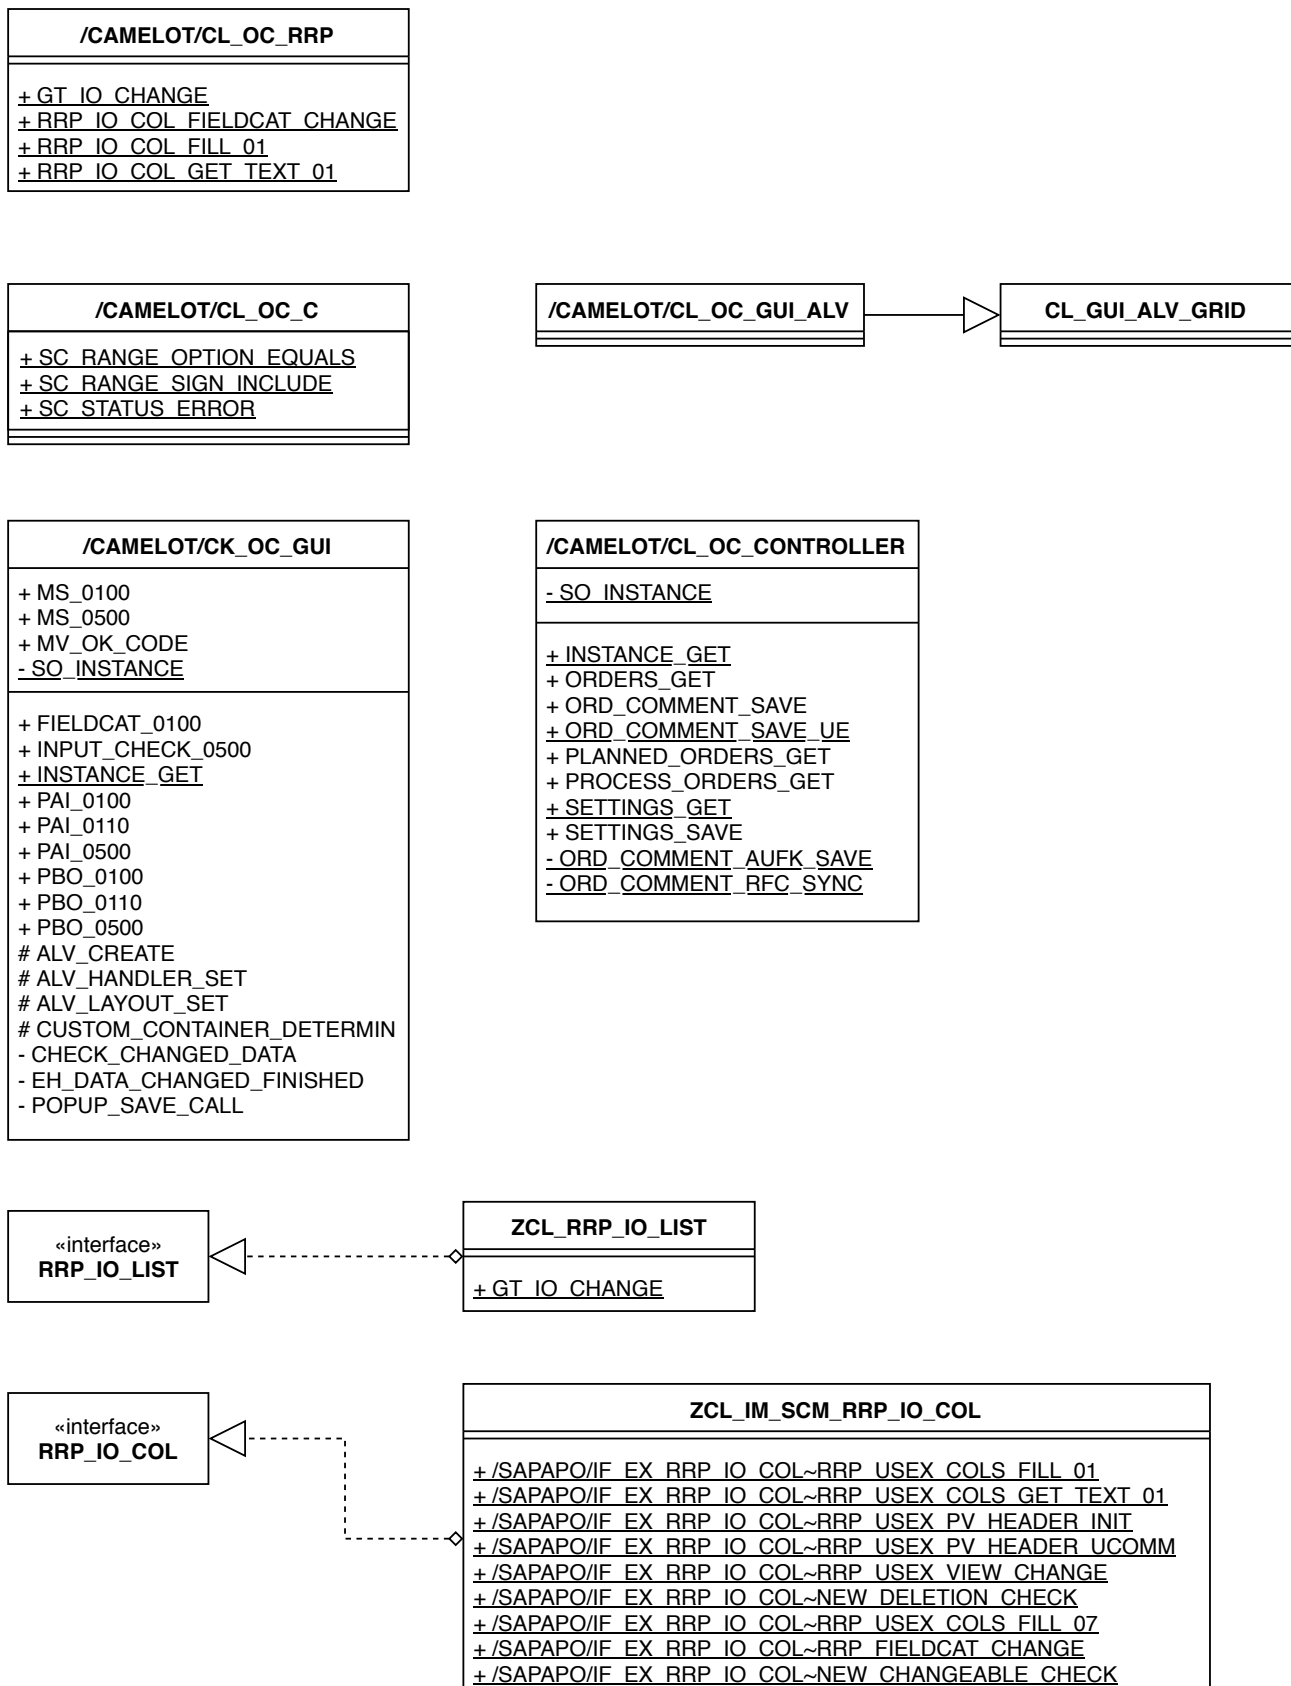 /CAMELOT/CL_OC_RRP
+ GT_IO_CHANGE
+ RRP_IO_COL_FIELDCAT_CHANGE
+ RRP_IO_COL_FILL_01
+ RRP_IO_COL_GET_TEXT_01
/CAMELOT/CL_OC_C
+ SC_RANGE_OPTION_EQUALS
+ SC_RANGE_SIGN_INCLUDE
+ SC_STATUS_ERROR
/CAMELOT/CL_OC_GUI_ALV
CL_GUI_ALV_GRID
/CAMELOT/CK_OC_GUI
+ MS_0100
+ MS_0500
+ MV_OK_CODE
- SO_INSTANCE
+ FIELDCAT_0100
+ INPUT_CHECK_0500
+ INSTANCE_GET
+ PAI_0100
+ PAI_0110
+ PAI_0500
+ PBO_0100
+ PBO_0110
+ PBO_0500
# ALV_CREATE
# ALV_HANDLER_SET
# ALV_LAYOUT_SET
# CUSTOM_CONTAINER_DETERMIN
- CHECK_CHANGED_DATA
- EH_DATA_CHANGED_FINISHED
- POPUP_SAVE_CALL
/CAMELOT/CL_OC_CONTROLLER
- SO_INSTANCE
+ INSTANCE_GET
+ ORDERS_GET
+ ORD_COMMENT_SAVE
+ ORD_COMMENT_SAVE_UE
+ PLANNED_ORDERS_GET
+ PROCESS_ORDERS_GET
+ SETTINGS_GET
+ SETTINGS_SAVE
- ORD_COMMENT_AUFK_SAVE
- ORD_COMMENT_RFC_SYNC
«interface»
RRP_IO_LIST
ZCL_RRP_IO_LIST
+ GT_IO_CHANGE
«interface»
RRP_IO_COL
ZCL_IM_SCM_RRP_IO_COL
+ /SAPAPO/IF_EX_RRP_IO_COL~RRP_USEX_COLS_FILL_01
+ /SAPAPO/IF_EX_RRP_IO_COL~RRP_USEX_COLS_GET_TEXT_01
+ /SAPAPO/IF_EX_RRP_IO_COL~RRP_USEX_PV_HEADER_INIT
+ /SAPAPO/IF_EX_RRP_IO_COL~RRP_USEX_PV_HEADER_UCOMM
+ /SAPAPO/IF_EX_RRP_IO_COL~RRP_USEX_VIEW_CHANGE
+ /SAPAPO/IF_EX_RRP_IO_COL~NEW_DELETION_CHECK
+ /SAPAPO/IF_EX_RRP_IO_COL~RRP_USEX_COLS_FILL_07
+ /SAPAPO/IF_EX_RRP_IO_COL~RRP_FIELDCAT_CHANGE
+ /SAPAPO/IF_EX_RRP_IO_COL~NEW_CHANGEABLE_CHECK